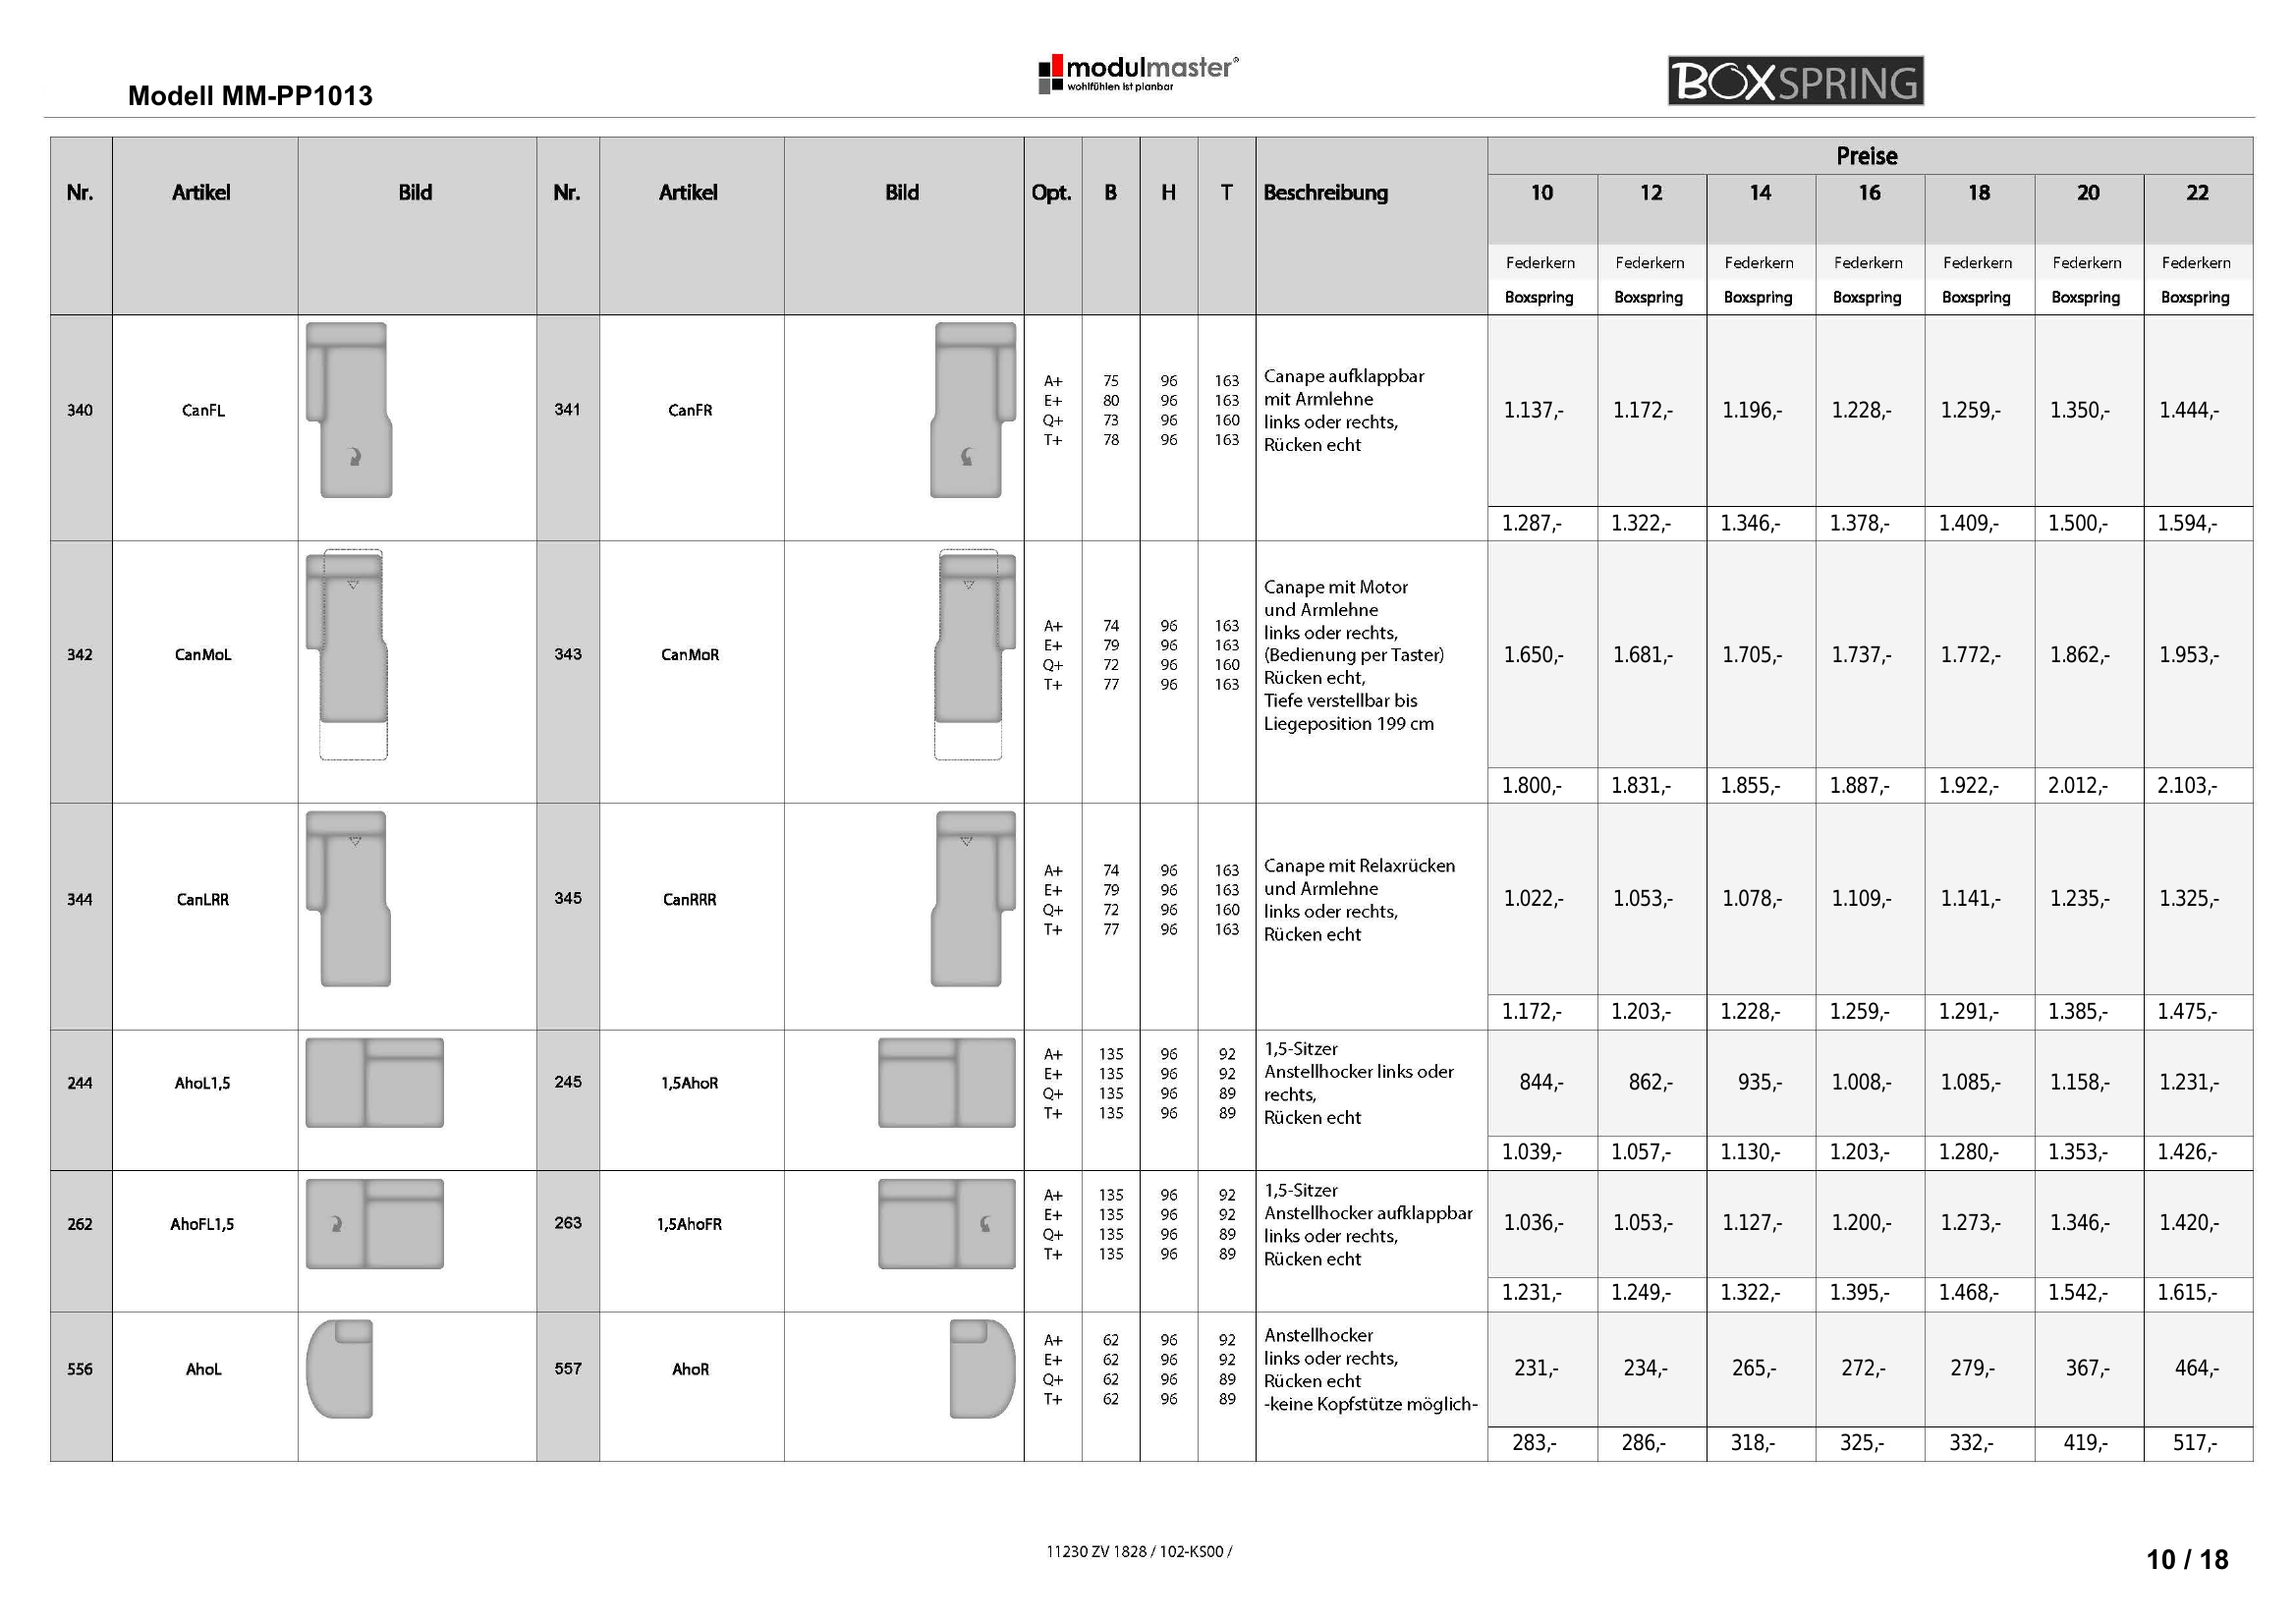 Modell MM-PP1013
modulmaster®
wohlfühlen ist planbar
BOXSPRING
Preise
Nr. Artikel Bild Nr. Artikel Bild Opt. B H T Beschreibung 10 12 14 16 18 20 22
Federkern Federkern Federkern Federkern Federkern Federkern Federkern
Boxspring Boxspring Boxspring Boxspring Boxspring Boxspring Boxspring
340 CanFL 341 CanFR
A+ 75 96 163
E+ 80 96 163
Q+ 73 96 160
T+ 78 96 163
Canape aufklappbar
mit Armlehne
links oder rechts,
Rücken echt
1.137,- 1.172,- 1.196,- 1.228,- 1.259,- 1.350,- 1.444,-
1.287,- 1.322,- 1.346,- 1.378,- 1.409,- 1.500,- 1.594,-
342 CanMoL 343 CanMoR
A+ 74 96 163
E+ 79 96 163
Q+ 72 96 160
T+ 77 96 163
Canape mit Motor
und Armlehne
links oder rechts,
(Bedienung per Taster)
Rücken echt,
Tiefe verstellbar bis
Liegeposition 199 cm
1.650,- 1.681,- 1.705,- 1.737,- 1.772,- 1.862,- 1.953,-
1.800,- 1.831,- 1.855,- 1.887,- 1.922,- 2.012,- 2.103,-
344 CanLRR 345 CanRRR
A+ 74 96 163
E+ 79 96 163
Q+ 72 96 160
T+ 77 96 163
Canape mit Relaxrücken
und Armlehne
links oder rechts,
Rücken echt
1.022,- 1.053,- 1.078,- 1.109,- 1.141,- 1.235,- 1.325,-
1.172,- 1.203,- 1.228,- 1.259,- 1.291,- 1.385,- 1.475,-
244 AhoL1,5 245 1,5AhoR
A+ 135 96 92
E+ 135 96 92
Q+ 135 96 89
T+ 135 96 89
1,5-Sitzer
Anstellhocker links oder
rechts,
Rücken echt
844,- 862,- 935,- 1.008,- 1.085,- 1.158,- 1.231,-
1.039,- 1.057,- 1.130,- 1.203,- 1.280,- 1.353,- 1.426,-
262 AhoFL1,5 263 1,5AhoFR
A+ 135 96 92
E+ 135 96 92
Q+ 135 96 89
T+ 135 96 89
1,5-Sitzer
Anstellhocker aufklappbar
links oder rechts,
Rücken echt
1.036,- 1.053,- 1.127,- 1.200,- 1.273,- 1.346,- 1.420,-
1.231,- 1.249,- 1.322,- 1.395,- 1.468,- 1.542,- 1.615,-
556 AhoL 557 AhoR
A+ 62 96 92
E+ 62 96 92
Q+ 62 96 89
T+ 62 96 89
Anstellhocker
links oder rechts,
Rücken echt
-keine Kopfstütze möglich-
231,- 234,- 265,- 272,- 279,- 367,- 464,-
283,- 286,- 318,- 325,- 332,- 419,- 517,-
11230 ZV 1828 / 102-KS00 /
10 / 18